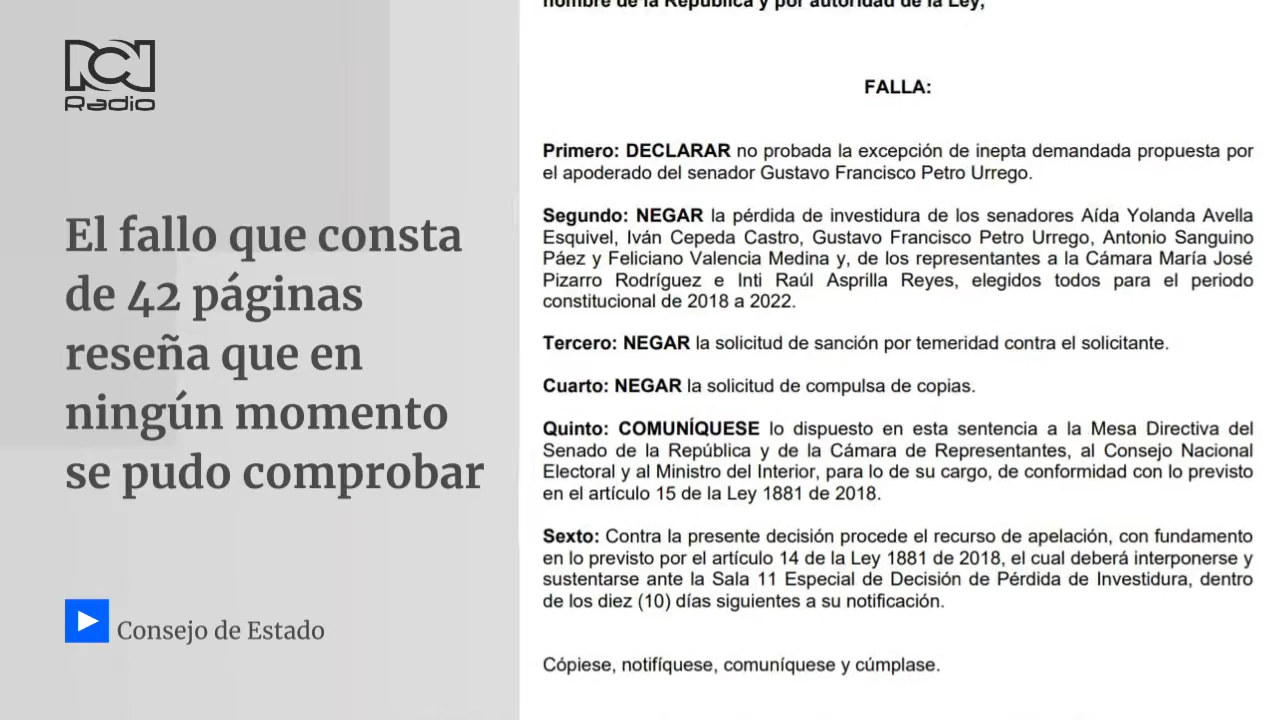 RCN
Radio
El fallo que consta
de 42 páginas
reseña que en
ningún momento
se pudo comprobar
Consejo de Estado
nombre de la República y por autoridad de la Ley,
FALLA:
Primero: DECLARAR no probada la excepción de inepta demandada propuesta por
el apoderado del senador Gustavo Francisco Petro Urrego.
Segundo: NEGAR la pérdida de investidura de los senadores Aída Yolanda Avella
Esquivel, Iván Cepeda Castro, Gustavo Francisco Petro Urrego, Antonio Sanguino
Páez y Feliciano Valencia Medina y, de los representantes a la Cámara María José
Pizarro Rodríguez e Inti Raúl Asprilla Reyes, elegidos todos para el periodo
constitucional de 2018 a 2022.
Tercero: NEGAR la solicitud de sanción por temeridad contra el solicitante.
Cuarto: NEGAR la solicitud de compulsa de copias.
Quinto: COMUNÍQUESE lo dispuesto en esta sentencia a la Mesa Directiva del
Senado de la República y de la Cámara de Representantes, al Consejo Nacional
Electoral y al Ministro del Interior, para lo de su cargo, de conformidad con lo previsto
en el artículo 15 de la Ley 1881 de 2018.
Sexto: Contra la presente decisión procede el recurso de apelación, con fundamento
en lo previsto por el artículo 14 de la Ley 1881 de 2018, el cual deberá interponerse y
sustentarse ante la Sala 11 Especial de Decisión de Pérdida de Investidura, dentro
de los diez (10) días siguientes a su notificación.
Cópiese, notifíquese, comuníquese y cúmplase.